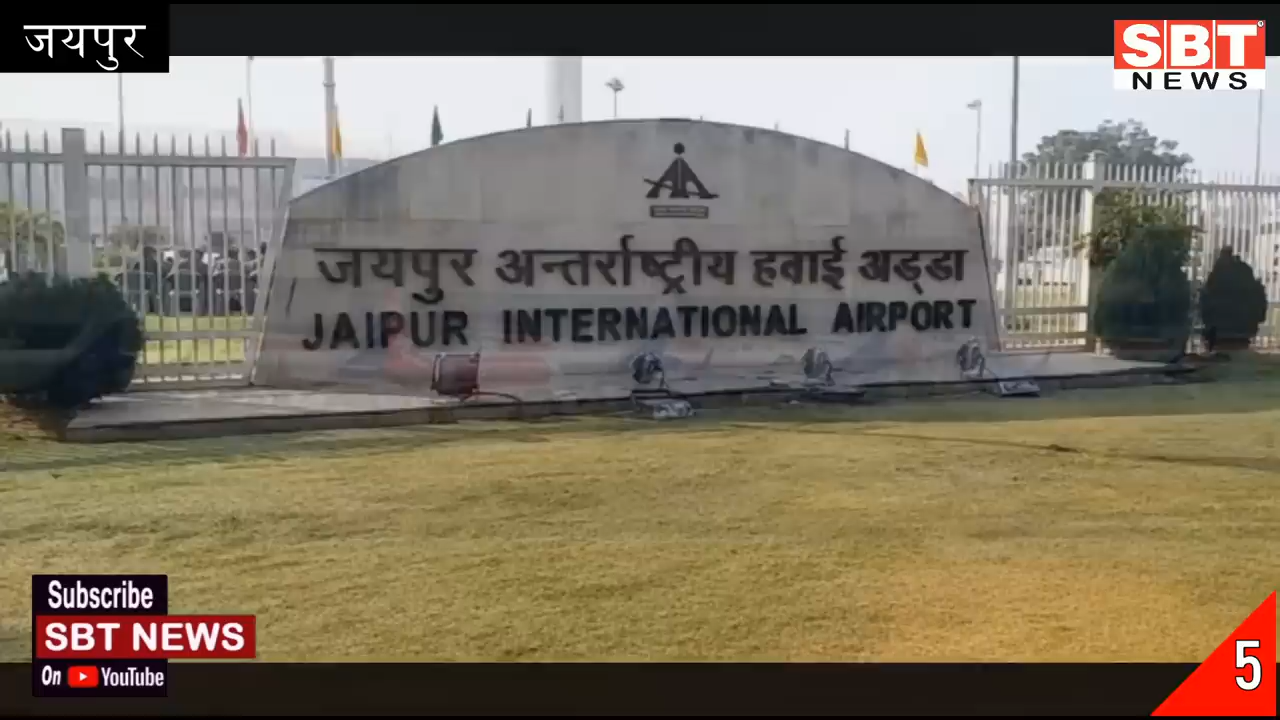 जयपुर
SBT
NEWS
जयपुर अन्तर्राष्ट्रीय हवाई अड्डा
JAIPUR INTERNATIONAL AIRPORT
Subscribe
SBT NEWS
On YouTube
5